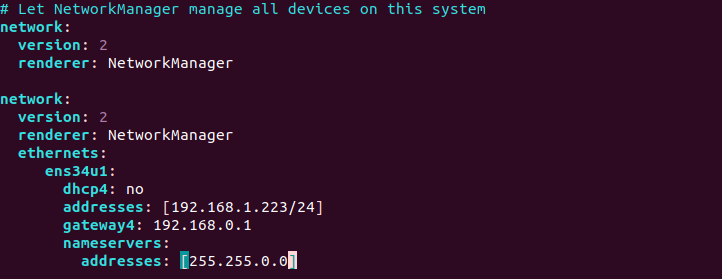 # Let NetworkManager manage all devices on this system
network:
  version: 2
  renderer: NetworkManager

network:
  version: 2
  renderer: NetworkManager
  ethernets:
     ens34u1:
       dhcp4: no
       addresses: [192.168.1.223/24]
       gateway4: 192.168.0.1
       nameservers:
         addresses: [255.255.0.0]